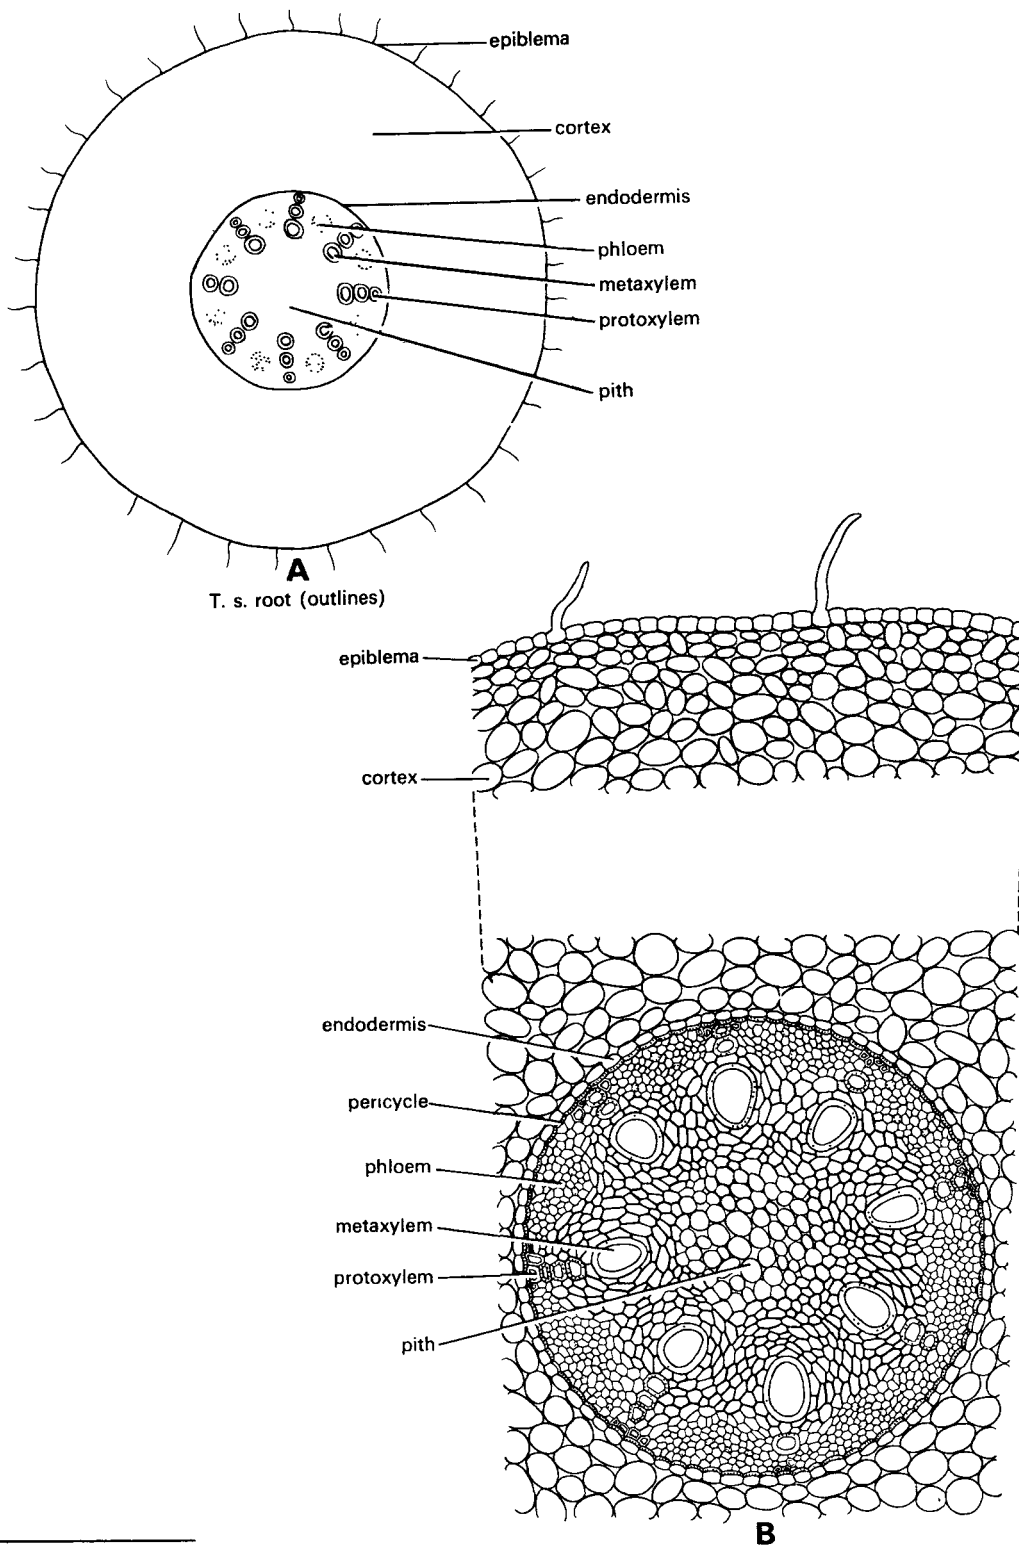 epiblema
cortex
endodermis
phloem
metaxylem
protoxylem
pith
A
T. s. root (outlines)
epiblema
cortex
endodermis
pericycle
phloem
metaxylem
protoxylem
pith
B